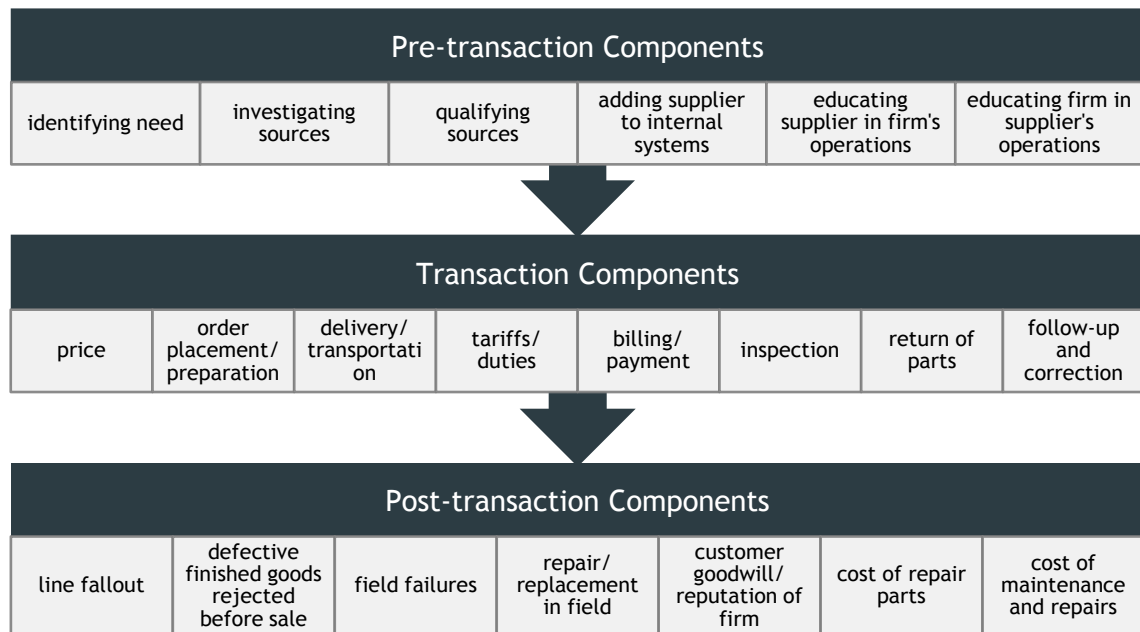 Pre-transaction Components
identifying need
investigating
sources
qualifying
sources
adding supplier
to internal
systems
educating
supplier in firm's
operations
educating firm in
supplier's
operations
Transaction Components
price
order
placement/
preparation
delivery/
transportati
on
tariffs/
duties
billing/
payment
inspection
return of
parts
follow-up
and
correction
Post-transaction Components
line fallout
defective
finished goods
rejected
before sale
field failures
repair/
replacement
in field
customer
goodwill/
reputation of
firm
cost of repair
parts
cost of
maintenance
and repairs